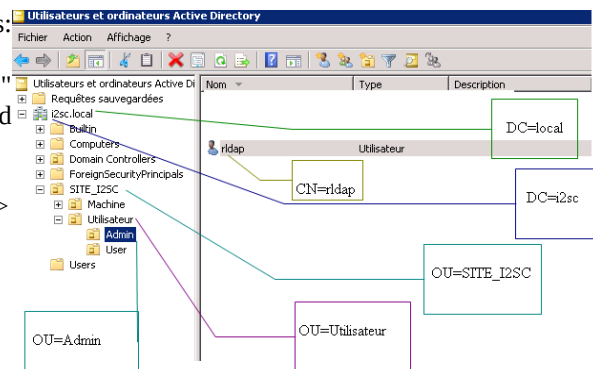 Utilisateurs et ordinateurs Active Directory
s:
Fichier Action Affichage ?
"
Utilisateurs et ordinateurs Active Di
Nom Type Description
Requêtes sauvegardées
d
i2sc.local
Builtin
DC=local
Computers
rldap Utilisateur
Domain Controllers
ForeignSecurityPrincipals
CN=rldap
SITE_I2SC
DC=i2sc
>
Machine
Utilisateur
Admin
User
Users
OU=SITE_I2SC
OU=Utilisateur
OU=Admin